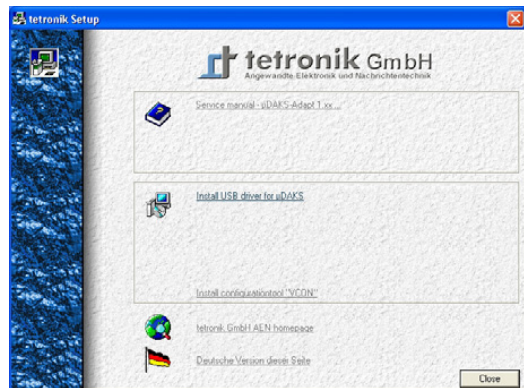 tetronik Setup
tetronik GmbH
Angewandte Elektronik und Nachrichtentechnik
Service manual - µDAKS-Adapt 1.xx ...
Install USB driver for µDAKS
Install configurationtool "VCON"
tetronik GmbH AEN homepage
Deutsche Version dieser Seite
Close